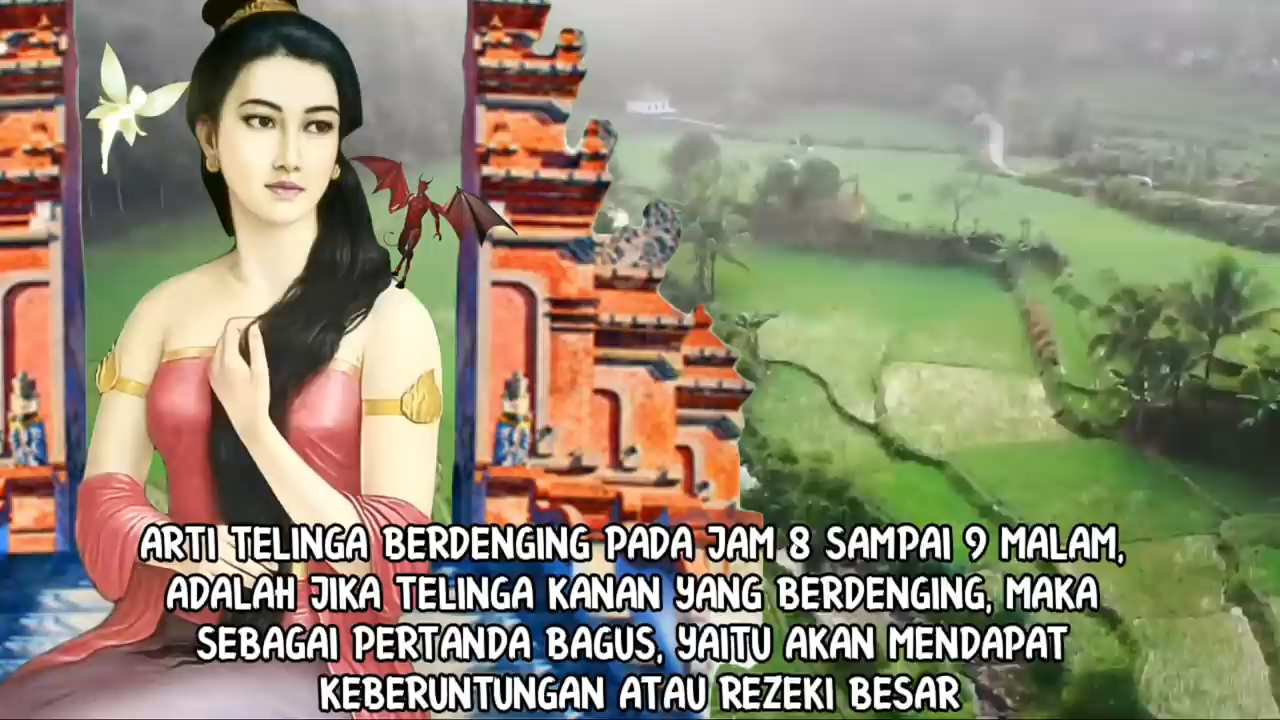 ARTI TELINGA BERDENGING PADA JAM 8 SAMPAI 9 MALAM,
ADALAH JIKA TELINGA KANAN YANG BERDENGING, MAKA
SEBAGAI PERTANDA BAGUS, YAITU AKAN MENDAPAT
KEBERUNTUNGAN ATAU REZEKI BESAR